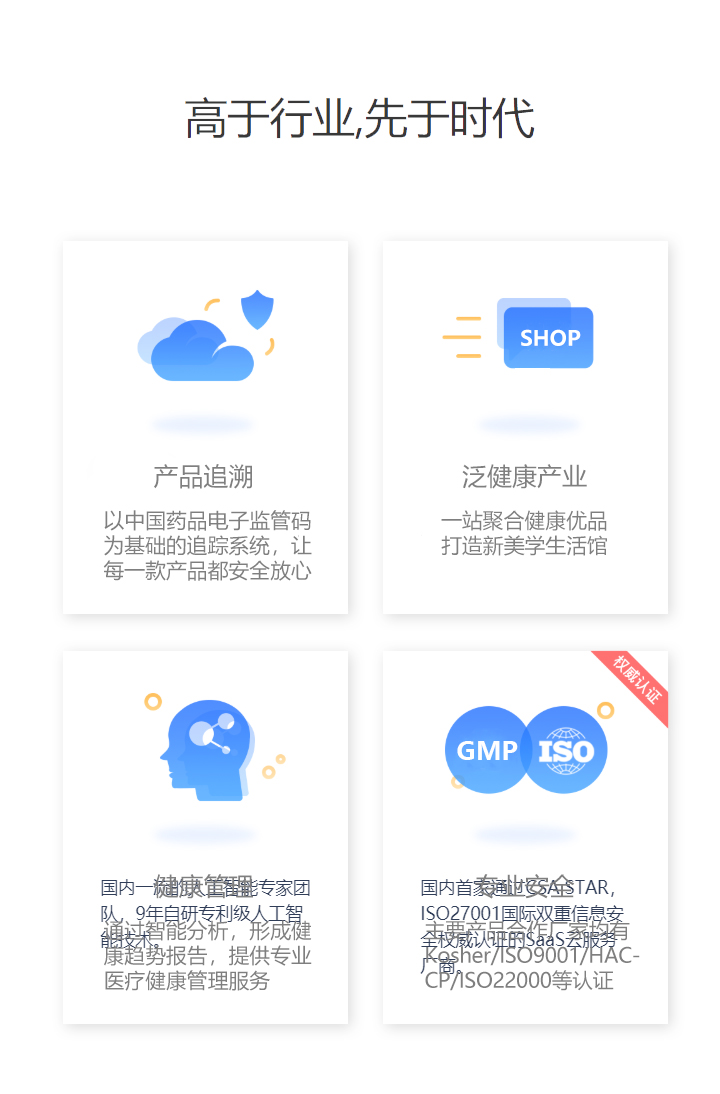 高于行业,先于时代
SHOP
产品追溯
以中国药品电子监管码
为基础的追踪系统，让
每一款产品都安全放心
泛健康产业
一站聚合健康优品
打造新美学生活馆
健康管理
国内一流的人工智能专家团
队，9年自研专利级人工智
能技术。
通过智能分析，形成健
康趋势报告，提供专业
医疗健康管理服务
权威认证
GMP
ISO
专业安全
国内首家通过CSA STAR，
ISO27001国际双重信息安
全权威认证的SaaS云服务
厂商。
主要产品合作厂家均有
Kosher/ISO9001/HAC-
CP/ISO22000等认证